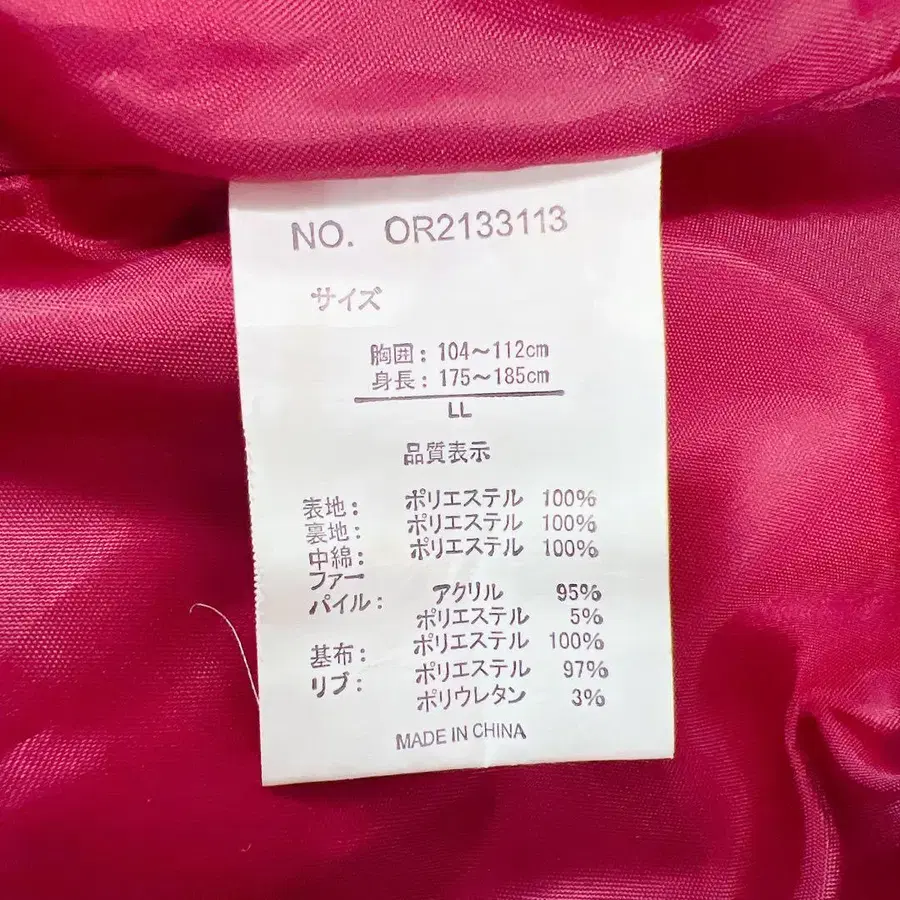 NO. OR2133113
サイズ
胸囲: 104～112cm
身長: 175～185cm
LL
品質表示
表地: ポリエステル 100%
裏地: ポリエステル 100%
中綿: ポリエステル 100%
ファー
パイル: アクリル 95%
ポリエステル 5%
基布: ポリエステル 100%
リブ: ポリエステル 97%
ポリウレタン 3%
MADE IN CHINA